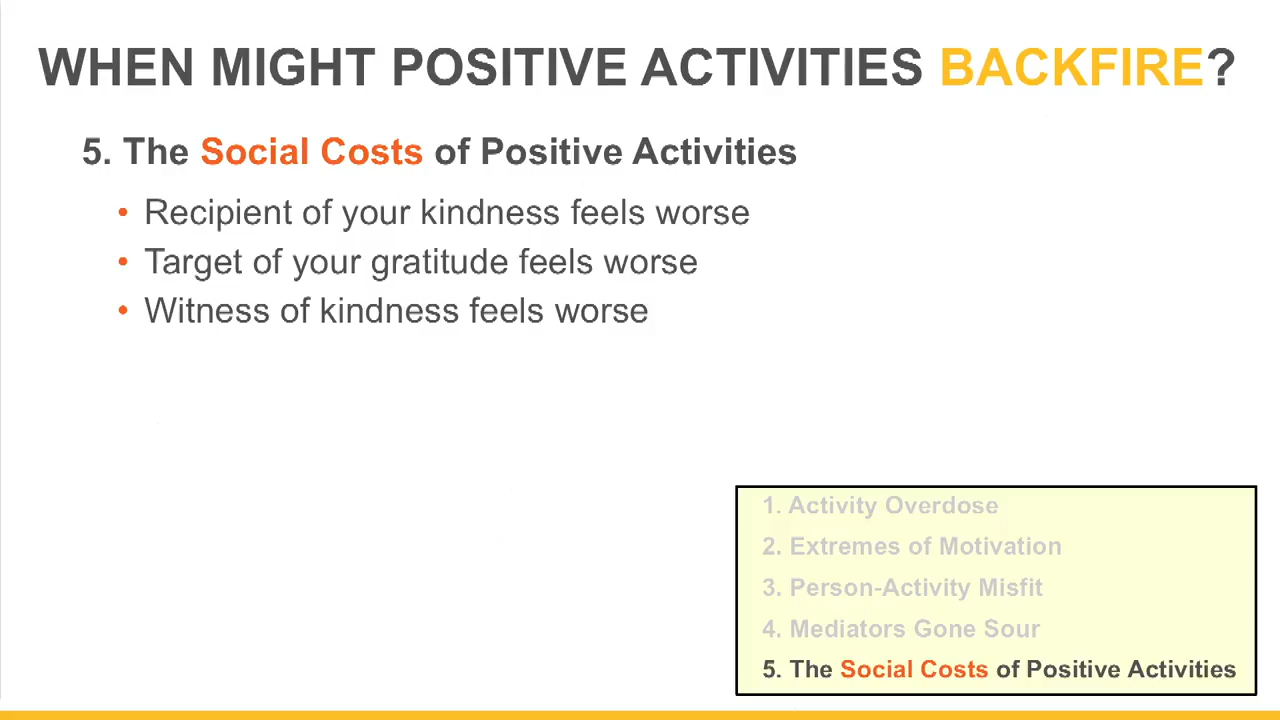 WHEN MIGHT POSITIVE ACTIVITIES BACKFIRE?
5. The Social Costs of Positive Activities
• Recipient of your kindness feels worse
• Target of your gratitude feels worse
• Witness of kindness feels worse
1. Activity Overdose
2. Extremes of Motivation
3. Person-Activity Misfit
4. Mediators Gone Sour
5. The Social Costs of Positive Activities